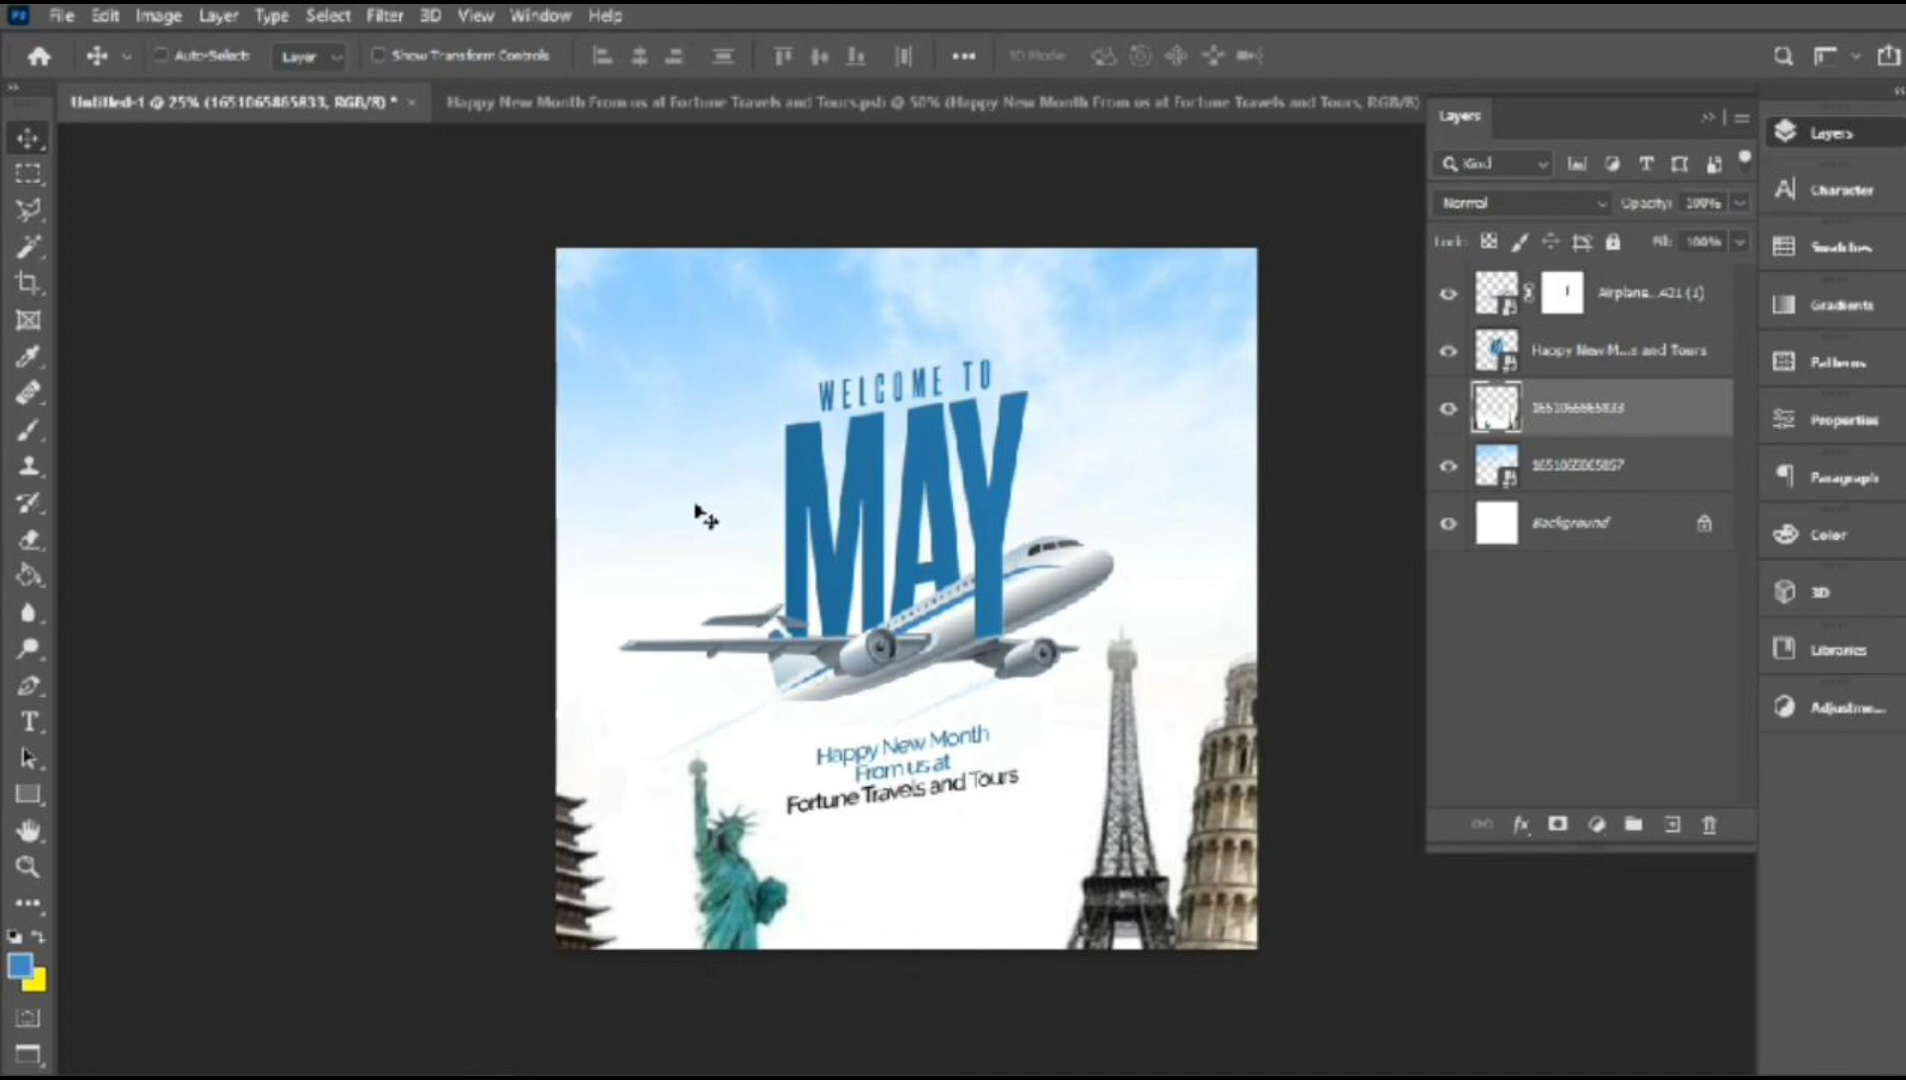 File Edit Image Layer Type Select Filter 3D View Window Help
Auto-Select: Layer Show Transform Controls 3D Mode:
Untitled-1 @ 25% (1651065865833, RGB/8) * ×
Happy New Month From us at Fortune Travels and Tours.psb @ 50% (Happy New Month From us at Fortune Travels and Tours, RGB/8)
Layers
Kind
Normal Opacity: 100%
Lock: Fill: 100%
Airplane...421 (1)
Happy New M...s and Tours
1651065865833
Background
Layers
Character
Swatches
Gradients
Patterns
Properties
Paragraph
Color
3D
Libraries
Adjustme...
WELCOME TO
MAY
Happy New Month
From us at
Fortune Travels and Tours